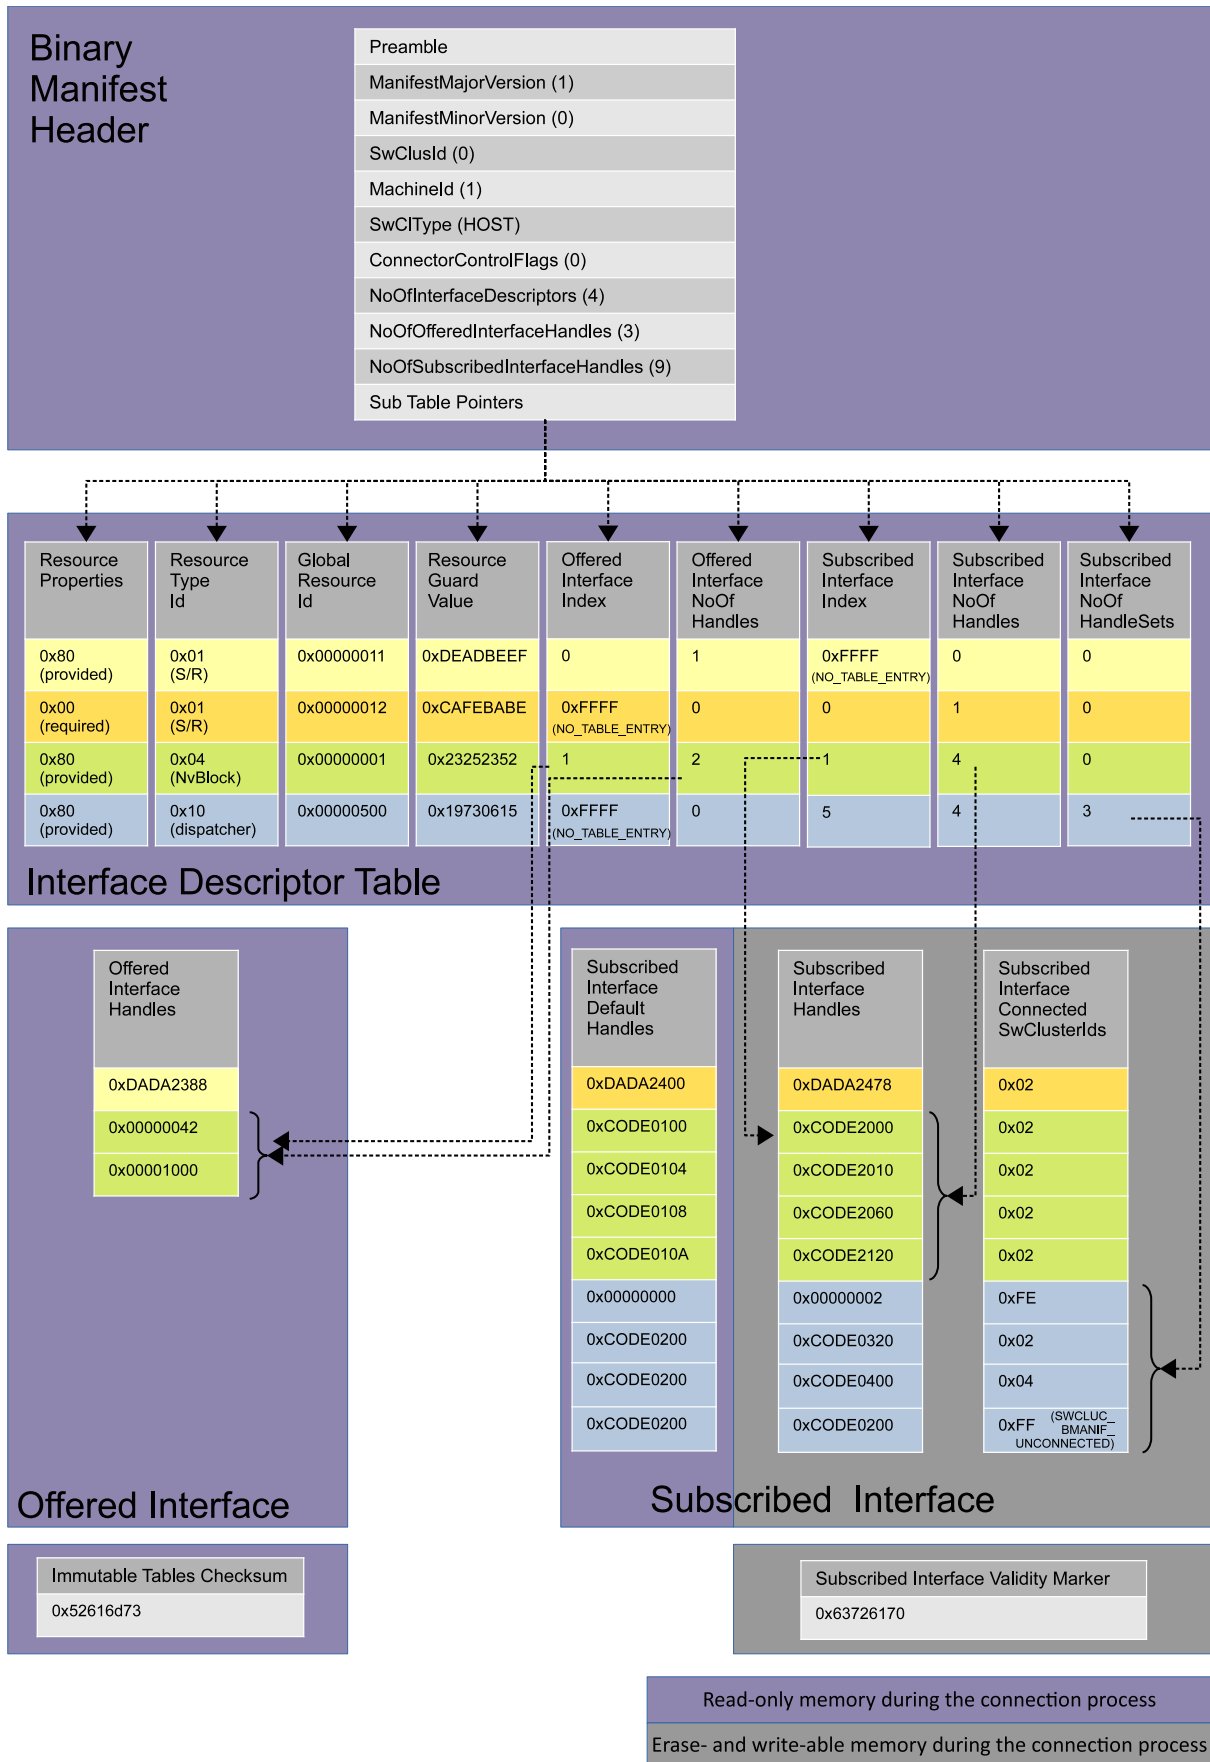 Binary
Manifest
Header
Preamble
ManifestMajorVersion (1)
ManifestMinorVersion (0)
SwClusId (0)
MachineId (1)
SwClType (HOST)
ConnectorControlFlags (0)
NoOfInterfaceDescriptors (4)
NoOfOfferedInterfaceHandles (3)
NoOfSubscribedInterfaceHandles (9)
Sub Table Pointers
Resource
Properties
Resource
Type
Id
Global
Resource
Id
Resource
Guard
Value
Offered
Interface
Index
Offered
Interface
NoOf
Handles
Subscribed
Interface
Index
Subscribed
Interface
NoOf
Handles
Subscribed
Interface
NoOf
HandleSets
0x80
(provided)
0x01
(S/R)
0x00000011
0xDEADBEEF
0
1
0xFFFF
(NO_TABLE_ENTRY)
0
0
0x00
(required)
0x01
(S/R)
0x00000012
0xCAFEBABE
0xFFFF
(NO_TABLE_ENTRY)
0
0
1
0
0x80
(provided)
0x04
(NvBlock)
0x00000001
0x23252352
1
2
1
4
0
0x80
(provided)
0x10
(dispatcher)
0x00000500
0x19730615
0xFFFF
(NO_TABLE_ENTRY)
0
5
4
3
Interface Descriptor Table
Offered
Interface
Handles
0xDADA2388
0x00000042
0x00001000
Offered Interface
Subscribed
Interface
Default
Handles
0xDADA2400
0xCODE0100
0xCODE0104
0xCODE0108
0xCODE010A
0x00000000
0xCODE0200
0xCODE0200
0xCODE0200
Subscribed
Interface
Handles
0xDADA2478
0xCODE2000
0xCODE2010
0xCODE2060
0xCODE2120
0x00000002
0xCODE0320
0xCODE0400
0xCODE0200
Subscribed
Interface
Connected
SwClusterIds
0x02
0x02
0x02
0x02
0x02
0xFE
0x02
0x04
0xFF (SWCLUC_
BMANIF_
UNCONNECTED)
Subscribed Interface
Immutable Tables Checksum
0x52616d73
Subscribed Interface Validity Marker
0x63726170
Read-only memory during the connection process
Erase- and write-able memory during the connection process